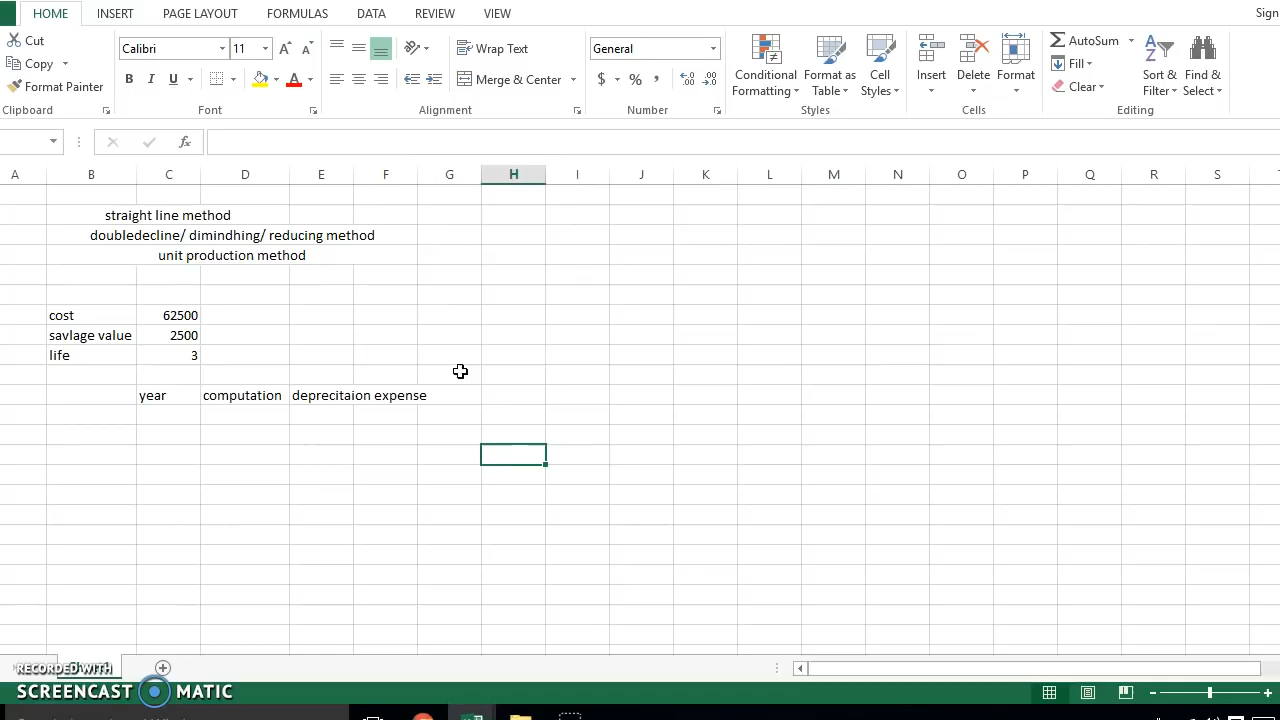 HOME INSERT PAGE LAYOUT FORMULAS DATA REVIEW VIEW Sign
Cut
Copy
Format Painter
Clipboard
Calibri 11
B I U A
Font
Wrap Text
Merge & Center
Alignment
General
$ % ,
Number
Conditional Formatting
Format as Table
Cell Styles
Styles
Insert Delete Format
Cells
AutoSum
Fill
Clear
Sort & Filter
Find & Select
Editing
fx
A B C D E F G H I J K L M N O P Q R S
straight line method
doubledecline/ dimindhing/ reducing method
unit production method
cost 62500
savlage value 2500
life 3
year computation deprecitaion expense
RECORDED WITH
SCREENCAST MATIC